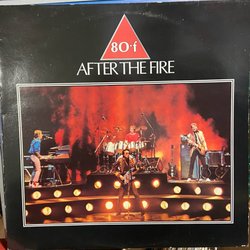 80-f
AFTER THE FIRE